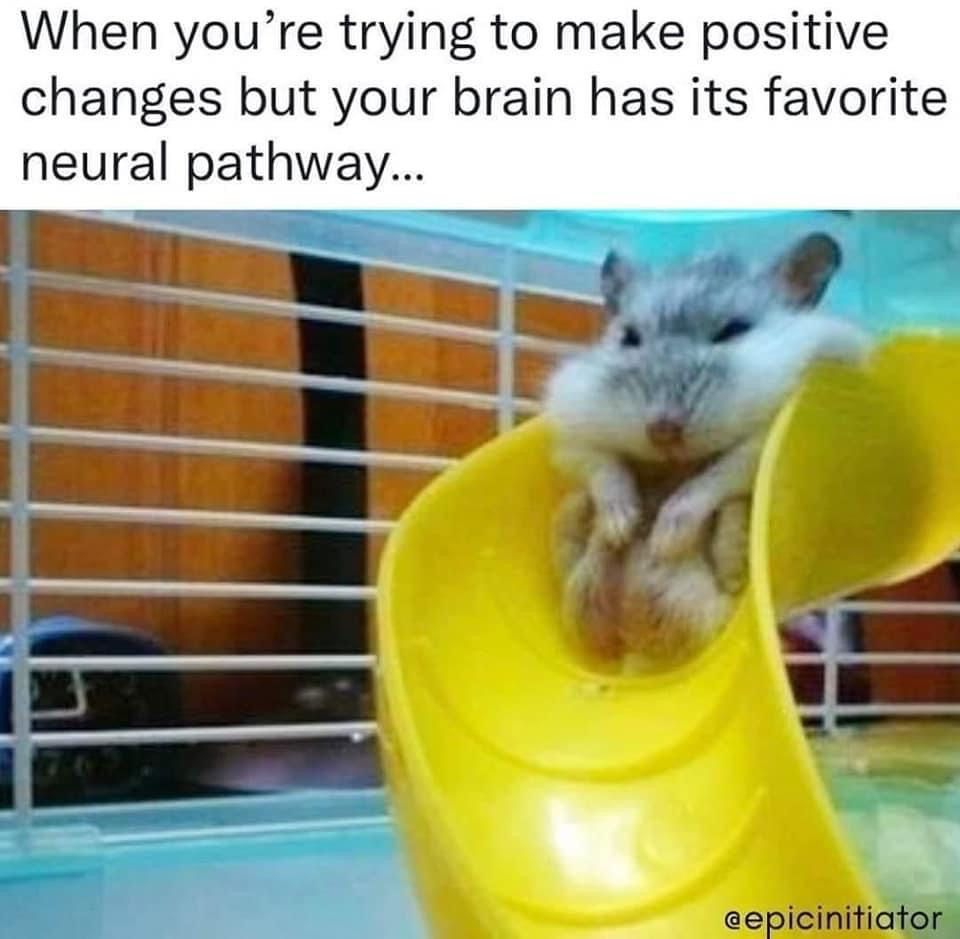 When you’re trying to make positive
changes but your brain has its favorite
neural pathway...
@epicinitiator